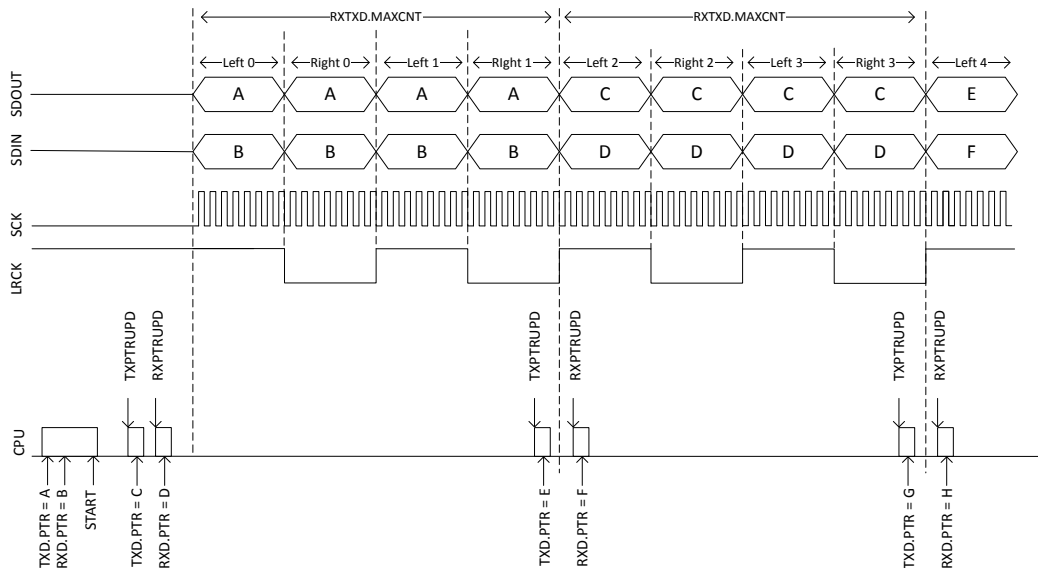 RXTXD.MAXCNT RXTXD.MAXCNT
Left 0 Right 0 Left 1 RIght 1 Left 2 Right 2 Left 3 Right 3 Left 4
SDOUT A A A A C C C C E
SDIN B B B B D D D D F
SCK
LRCK
TXPTRUPD RXPTRUPD TXPTRUPD RXPTRUPD TXPTRUPD RXPTRUPD
CPU
TXD.PTR = A RXD.PTR = B START TXD.PTR = C RXD.PTR = D TXD.PTR = E RXD.PTR = F TXD.PTR = G RXD.PTR = H